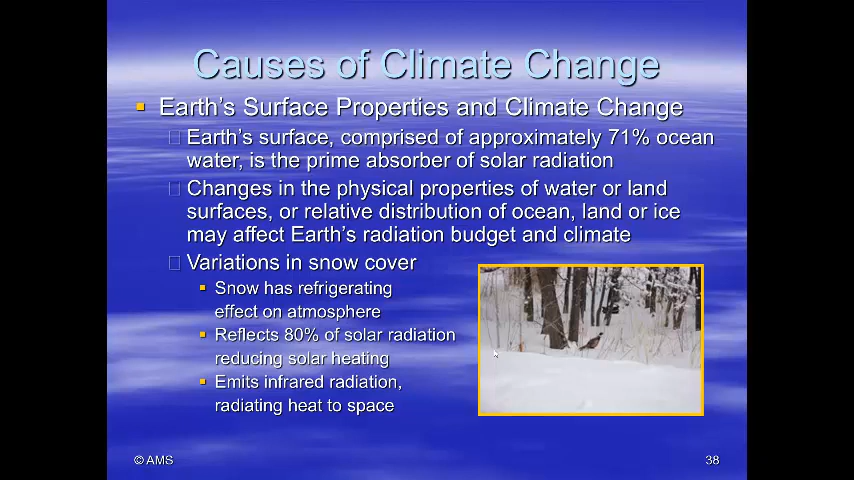 Causes of Climate Change
Earth's Surface Properties and Climate Change
Earth's surface, comprised of approximately 71% ocean
water, is the prime absorber of solar radiation
Changes in the physical properties of water or land
surfaces, or relative distribution of ocean, land or ice
may affect Earth's radiation budget and climate
Variations in snow cover
Snow has refrigerating
effect on atmosphere
Reflects 80% of solar radiation
reducing solar heating
Emits infrared radiation,
radiating heat to space
© AMS
38